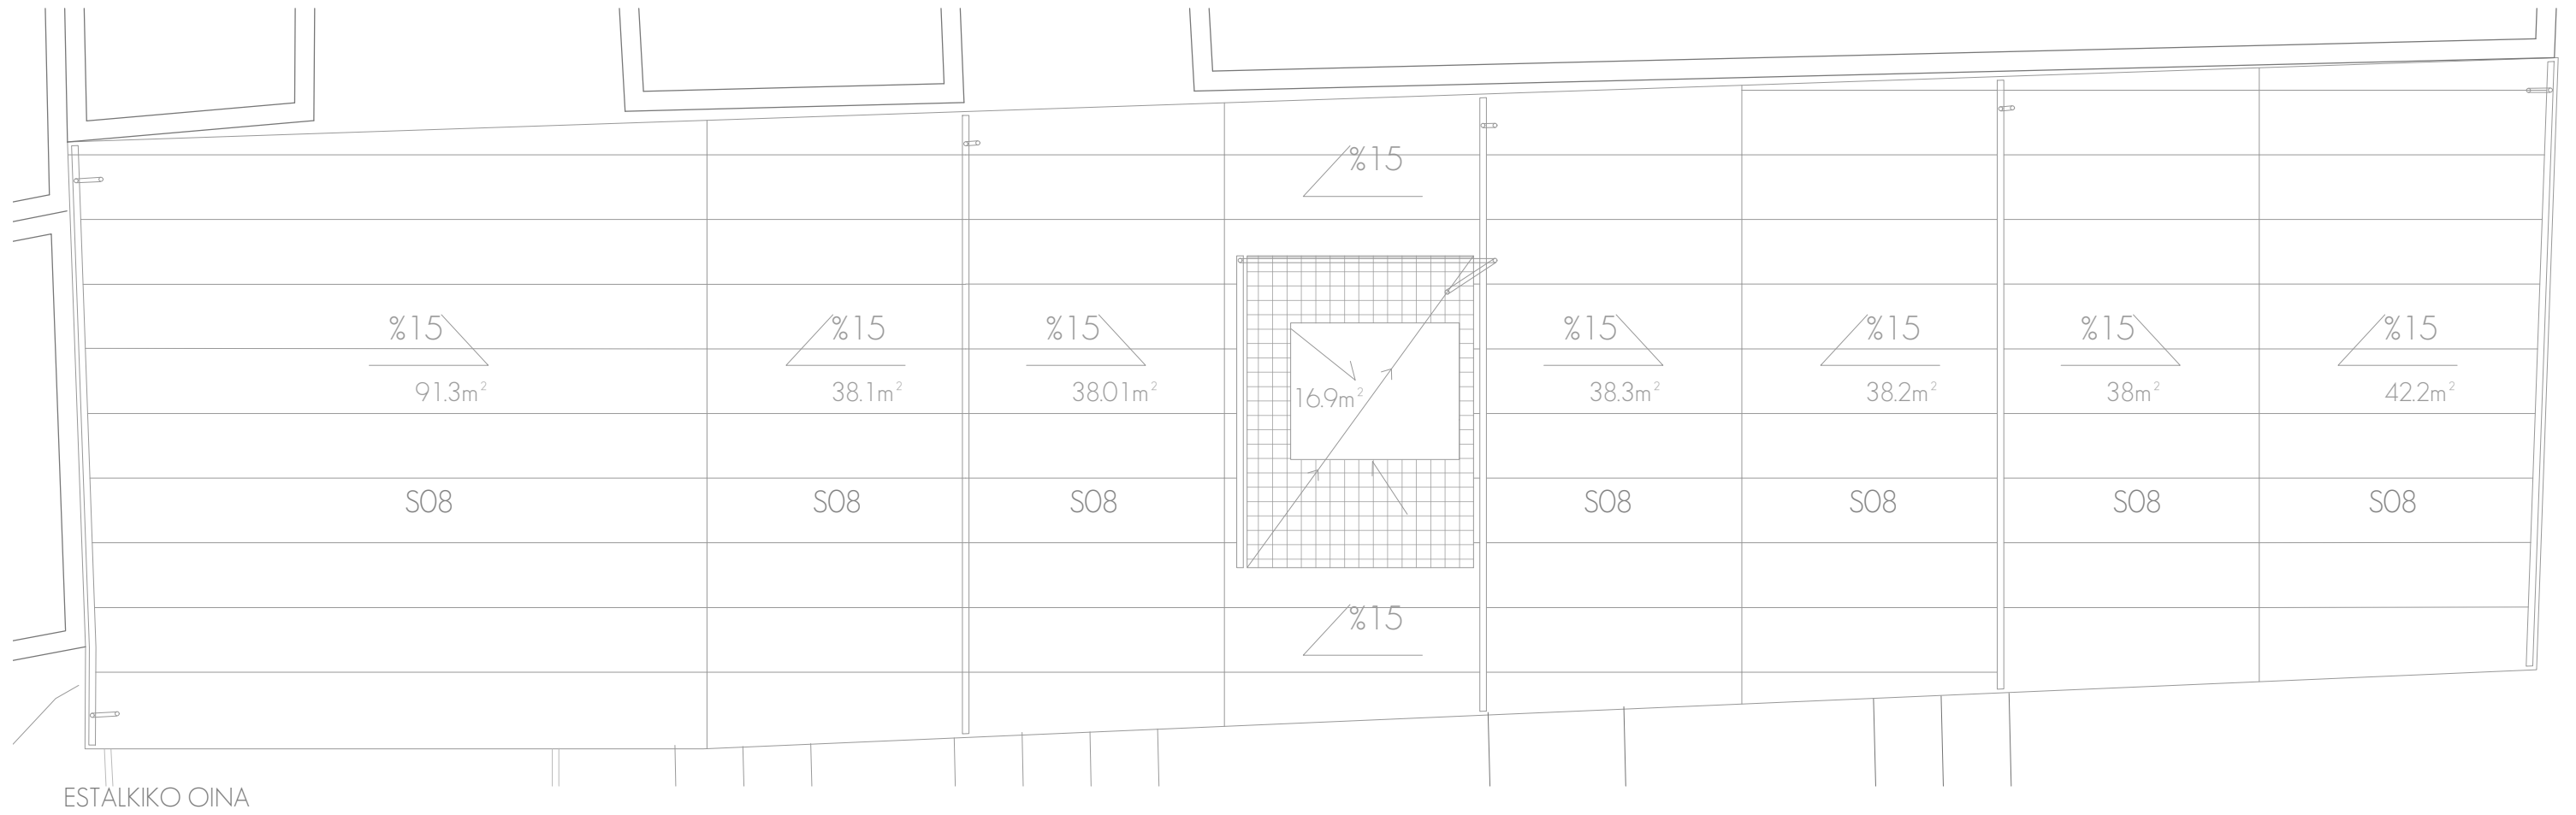 %15
%15
%15
%15
%15
%15
%15
%15
91.3m²
38.1m²
38.01m²
16.9m²
38.3m²
38.2m²
38m²
42.2m²
S08
S08
S08
S08
S08
S08
S08
%15
ESTALKIKO OINA